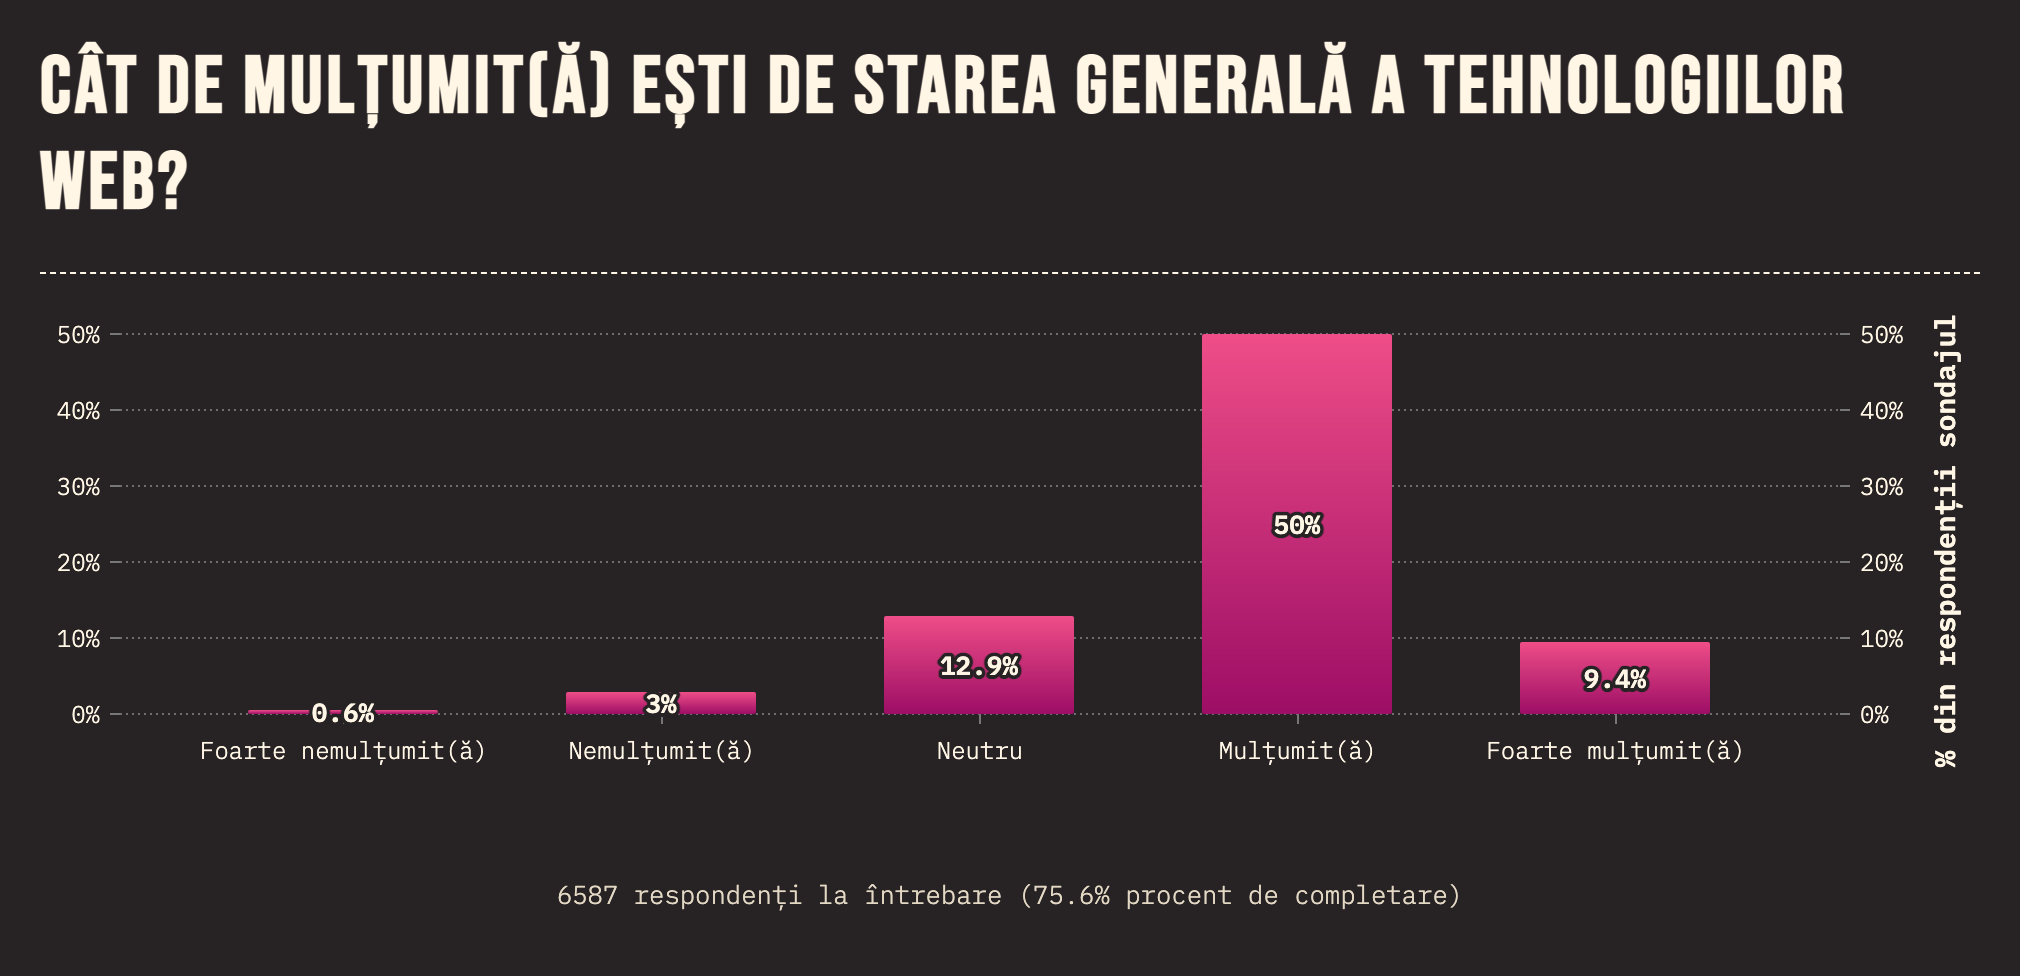 CÂT DE MULȚUMIT(Ă) EȘTI DE STAREA GENERALĂ A TEHNOLOGIILOR
WEB?
50%
40%
30%
20%
10%
0%
50%
40%
30%
20%
10%
0%
% din respondenții sondajul
0.6%
3%
12.9%
50%
9.4%
Foarte nemulțumit(ă)
Nemulțumit(ă)
Neutru
Mulțumit(ă)
Foarte mulțumit(ă)
6587 respondenți la întrebare (75.6% procent de completare)